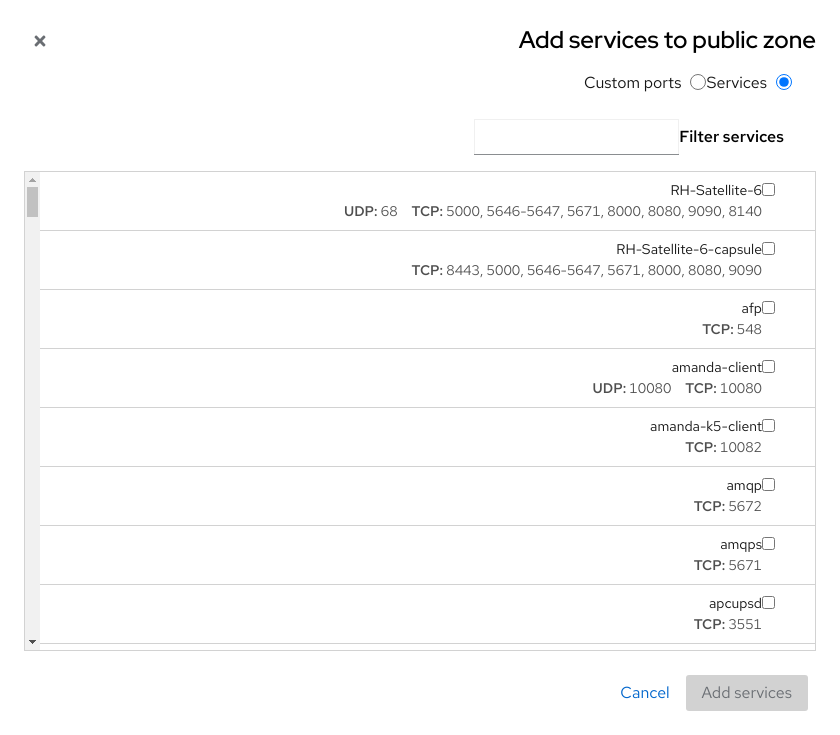 Add services to public zone
Services Custom ports
Filter services
RH-Satellite-6
UDP: 68 TCP: 5000, 5646-5647, 5671, 8000, 8080, 9090, 8140
RH-Satellite-6-capsule
TCP: 8443, 5000, 5646-5647, 5671, 8000, 8080, 9090
afp
TCP: 548
amanda-client
UDP: 10080 TCP: 10080
amanda-k5-client
TCP: 10082
amqp
TCP: 5672
amqps
TCP: 5671
apcupsd
TCP: 3551
Add services Cancel